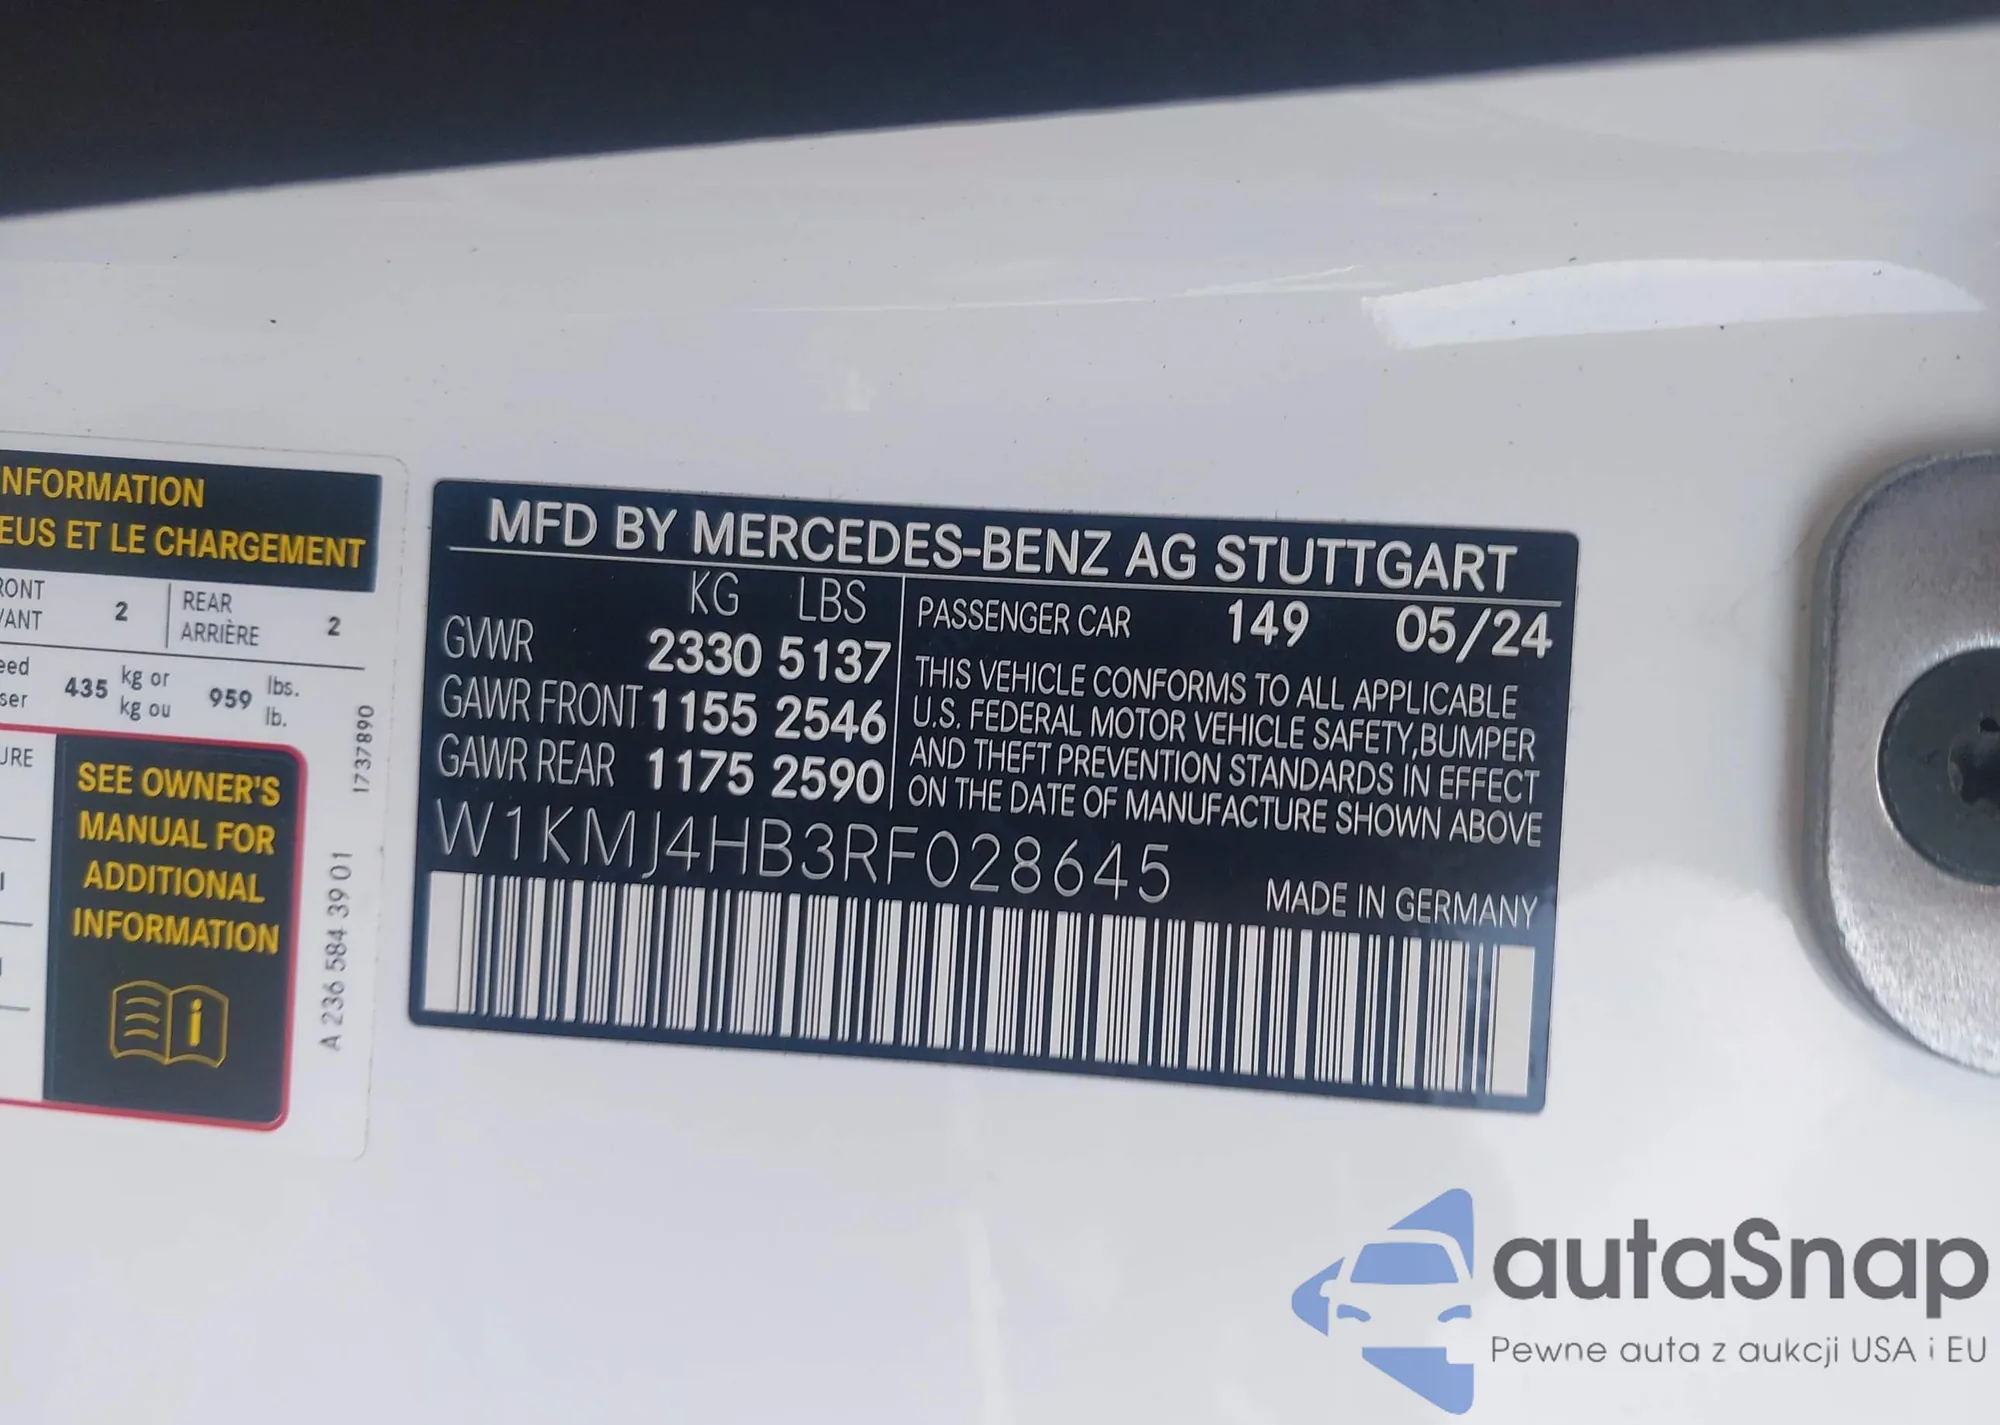 NFORMATION
EUS ET LE CHARGEMENT
RONT
VANT
2
REAR
ARRIÈRE
2
eed
ser
435
kg or
kg ou
959
lbs.
lb.
URE
SEE OWNER'S
MANUAL FOR
ADDITIONAL
INFORMATION
i
1737890
A 236 584 39 01
MFD BY MERCEDES-BENZ AG STUTTGART
KG LBS
GVWR 2330 5137
GAWR FRONT 1155 2546
GAWR REAR 1175 2590
PASSENGER CAR 149 05/24
THIS VEHICLE CONFORMS TO ALL APPLICABLE
U.S. FEDERAL MOTOR VEHICLE SAFETY,BUMPER
AND THEFT PREVENTION STANDARDS IN EFFECT
ON THE DATE OF MANUFACTURE SHOWN ABOVE
W1KMJ4HB3RF028645
MADE IN GERMANY
autaSnap
Pewne auta z aukcji USA i EU